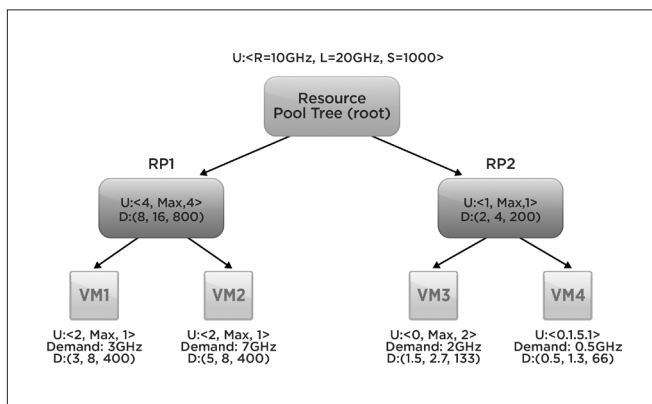 U:<R=10GHz, L=20GHz, S=1000>
Resource
Pool Tree (root)
RP1
RP2
U:<4, Max,4>
D:(8, 16, 800)
U:<1, Max,1>
D:(2, 4, 200)
VM1
VM2
VM3
VM4
U:<2, Max, 1>
Demand: 3GHz
D:(3, 8, 400)
U:<2, Max, 1>
Demand: 7GHz
D:(5, 8, 400)
U:<0, Max, 2>
Demand: 2GHz
D:(1.5, 2.7, 133)
U:<0.1.5.1>
Demand: 0.5GHz
D:(0.5, 1.3, 66)